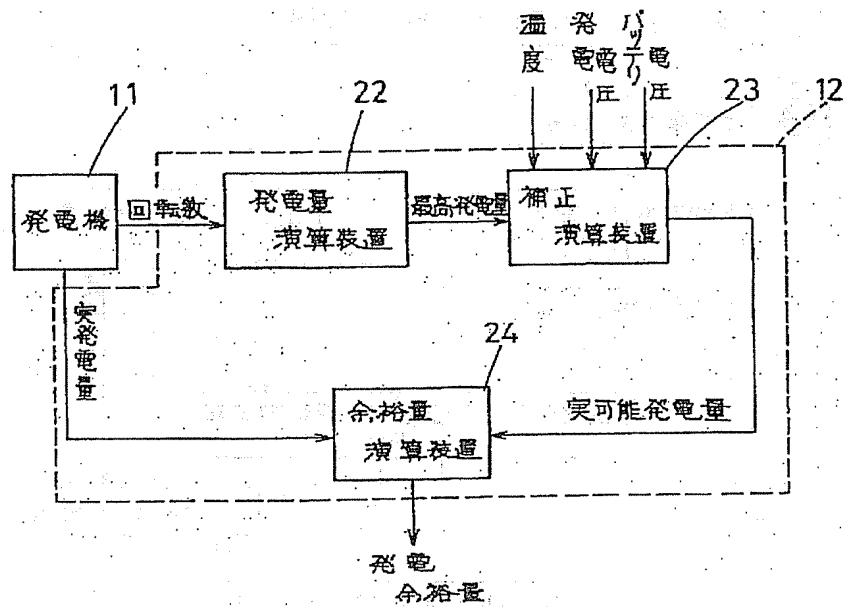 温度
発電電圧
バッテリ電圧
11
22
23
12
発電機
回転数
発電量
演算装置
最高発電量
補正
演算装置
実発電量
24
余裕量
演算装置
実可能発電量
発電
余裕量